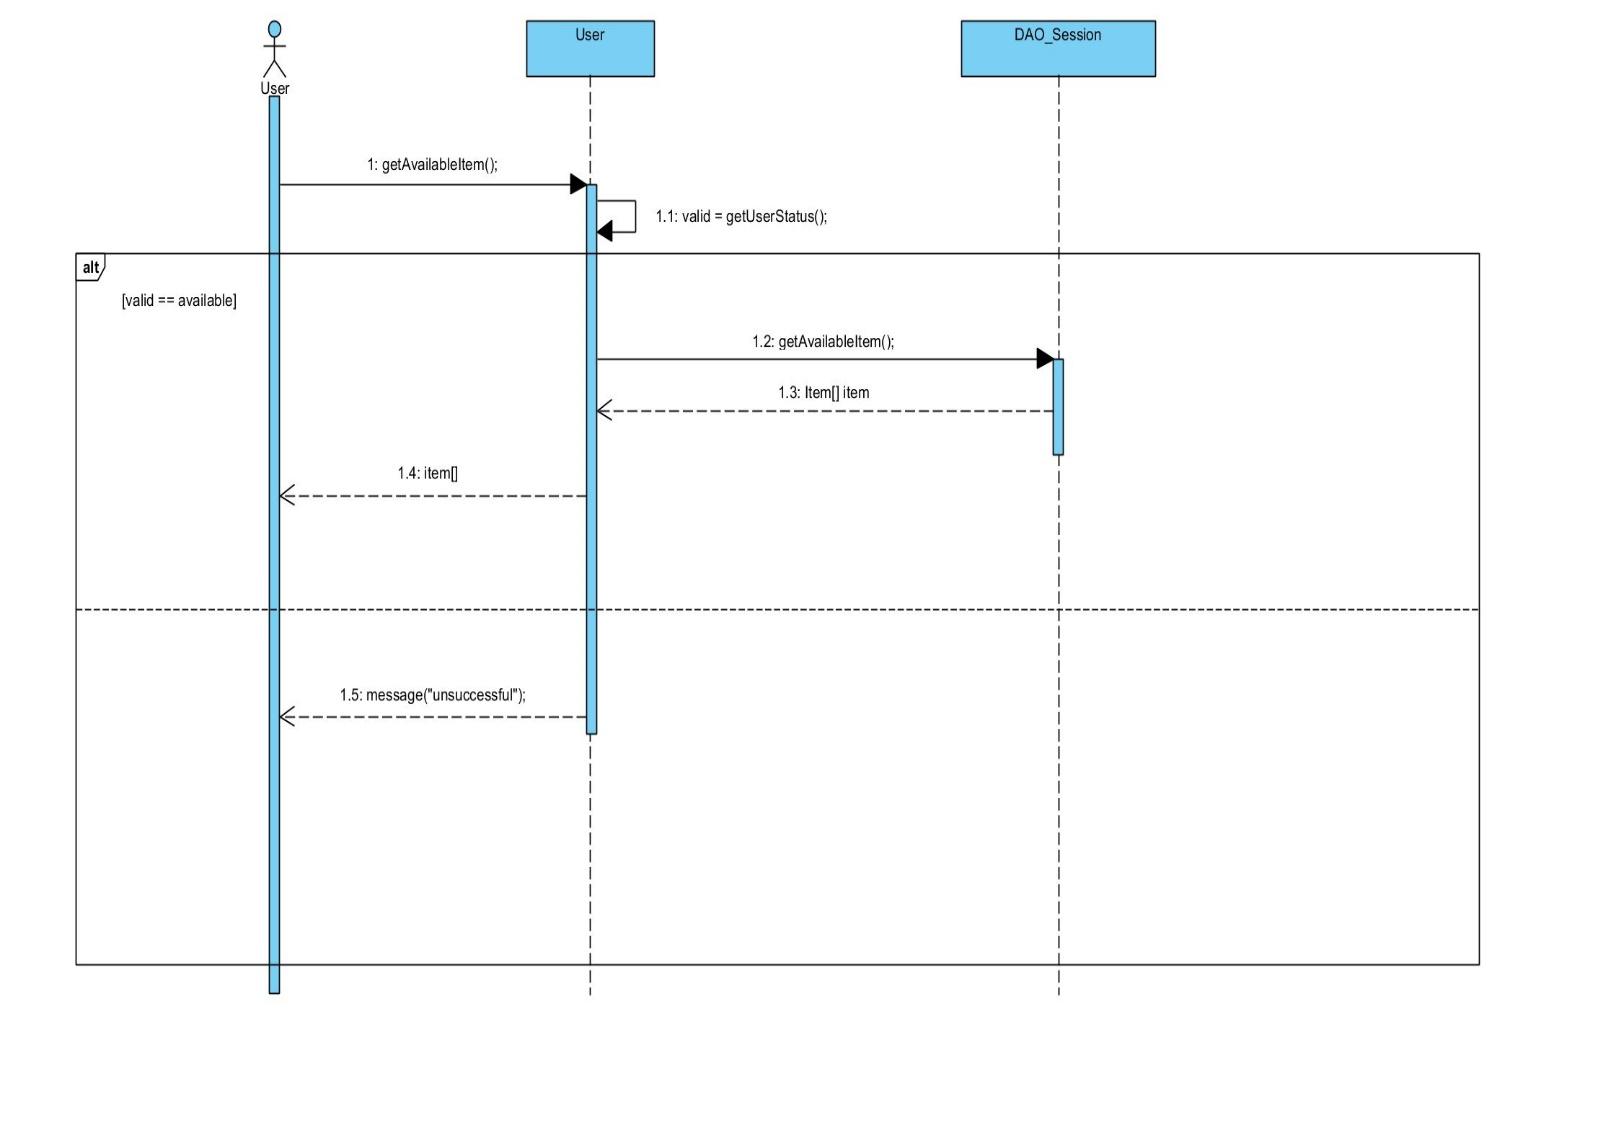 User
User
DAO_Session
1: getAvailableItem();
1.1: valid = getUserStatus();
alt
[valid == available]
1.2: getAvailableItem();
1.3: Item[] item
1.4: item[]
1.5: message("unsuccessful");